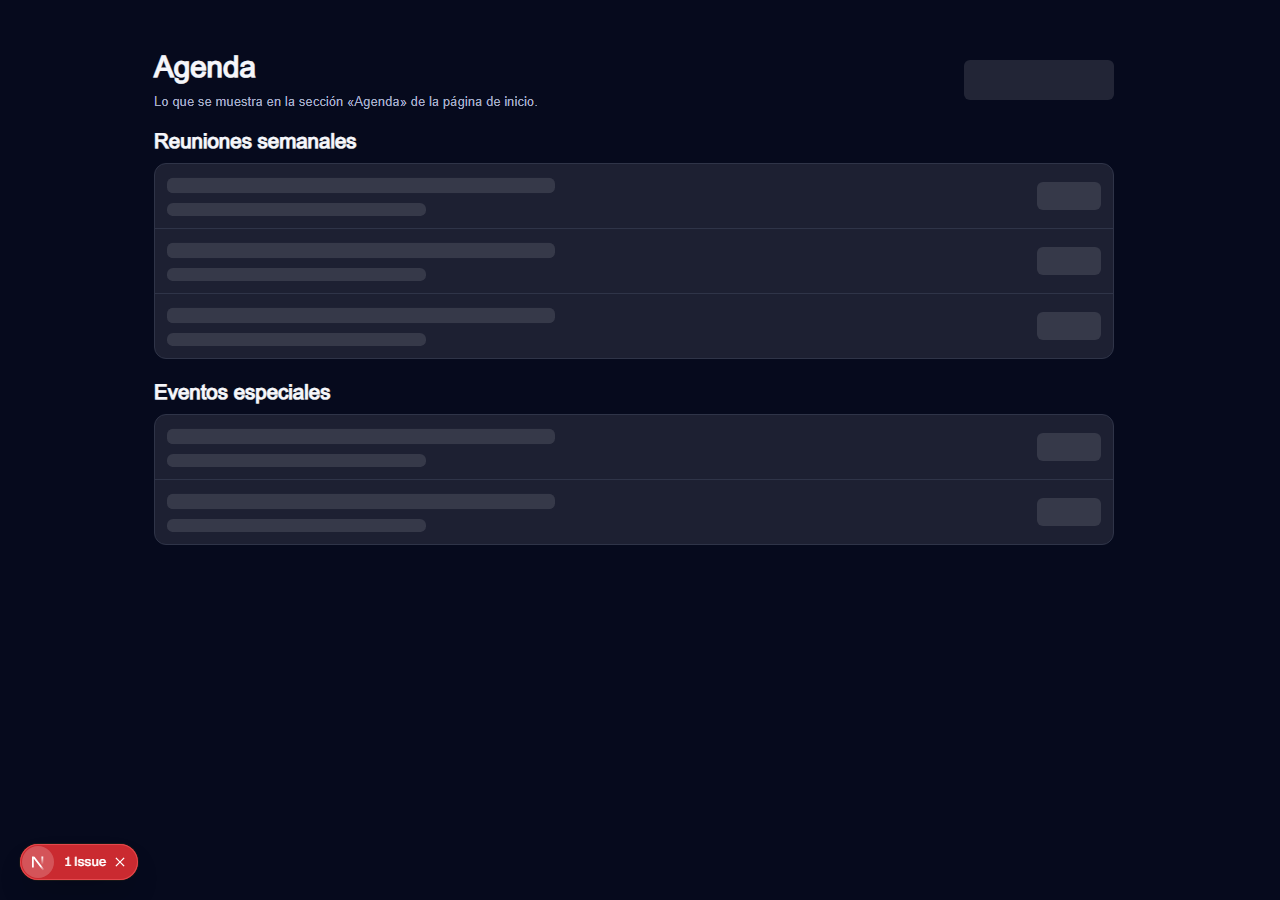 Agenda
Lo que se muestra en la sección «Agenda» de la página de inicio.
Reuniones semanales
Eventos especiales
1 Issue